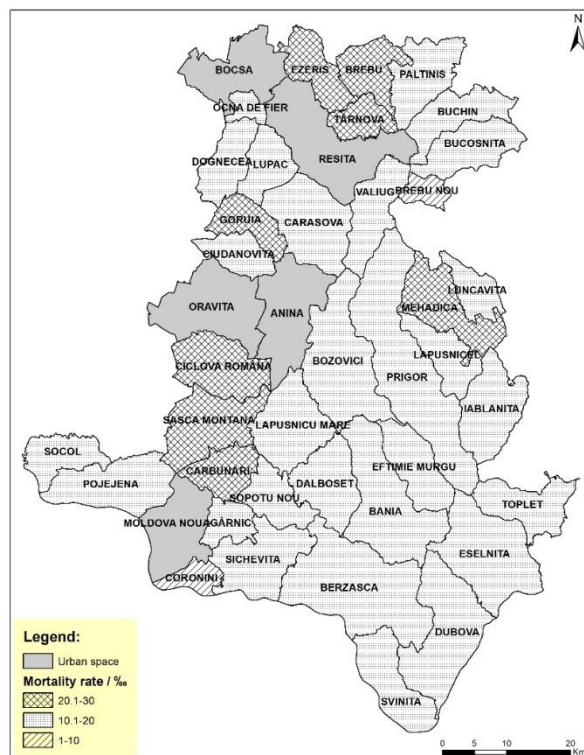 N
BOCSA
EZERIS
BREBU
PALTINIS
OCNA DE FIER
TÂRNOVA
BUCHIN
BUCOSNITA
DOGNECEA
LUPAC
RESITA
VALIUG
BREBU NOU
GORUIA
CARASOVA
CIUDANOVITA
ORAVITA
ANINA
MEHADICA
LUNCAVITA
BOZOVICI
LAPUSNICEL
CICLOVA ROMÂNA
PRIGOR
IABLANITA
SASCA MONTANA
LAPUSNICU MARE
SOCOL
CARBUNARI
EFTIMIE MURGU
POJEJENA
SOPOTU NOU
DALBOSET
TOPLET
MOLDOVA NOUA
GÂRNIC
BANIA
SICHEVITA
ESELNITA
CORONINI
BERZASCA
DUBOVA
SVINITA
Legend:
Urban space
Mortality rate / ‰
20.1-30
10.1-20
1-10
0 5 10 20
Km